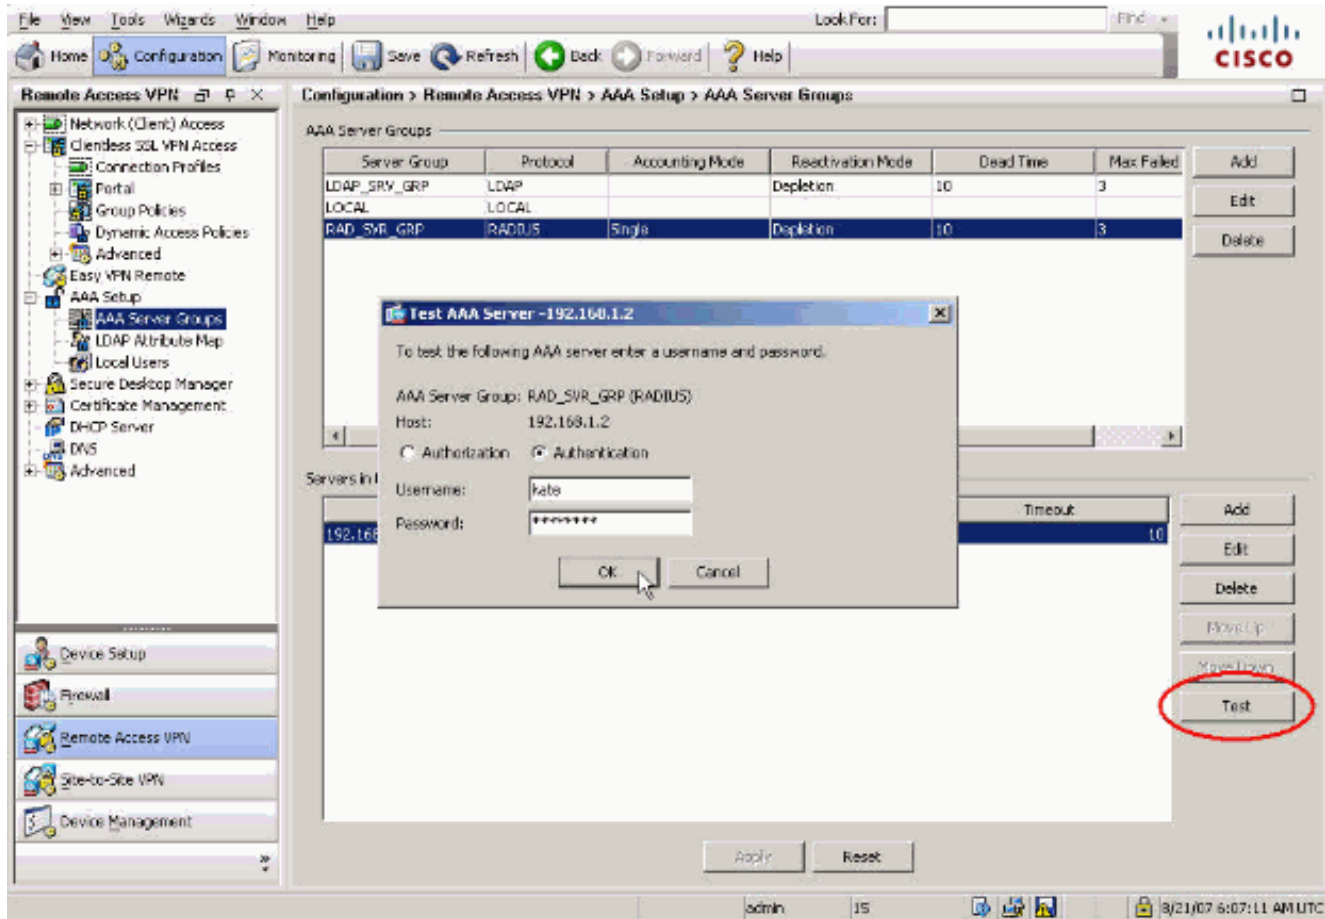 File View Tools Wizards Window Help
Look For:
Find
Home Configuration Monitoring Save Refresh Back Forward Help
CISCO
Remote Access VPN
Network (Client) Access
Clientless SSL VPN Access
Connection Profiles
Portal
Group Policies
Dynamic Access Policies
Advanced
Easy VPN Remote
AAA Setup
AAA Server Groups
LDAP Attribute Map
Local Users
Secure Desktop Manager
Certificate Management
DHCP Server
DNS
Advanced
Device Setup
Firewall
Remote Access VPN
Site-to-Site VPN
Device Management
Configuration > Remote Access VPN > AAA Setup > AAA Server Groups
AAA Server Groups
Server Group Protocol Accounting Mode Reactivation Mode Dead Time Max Failed
LDAP_SRV_GRP LDAP Depletion 10 3
LOCAL LOCAL
RAD_SVR_GRP RADIUS Single Depletion 10 3
Add
Edit
Delete
Test AAA Server -192.168.1.2
To test the following AAA server enter a username and password.
AAA Server Group: RAD_SVR_GRP (RADIUS)
Host: 192.168.1.2
Authorization Authentication
Username: kate
Password: ********
OK Cancel
Servers in
Timeout
192.168 10
Add
Edit
Delete
Move Up
Move Down
Test
Apply Reset
admin 15 8/21/07 6:07:11 AM UTC